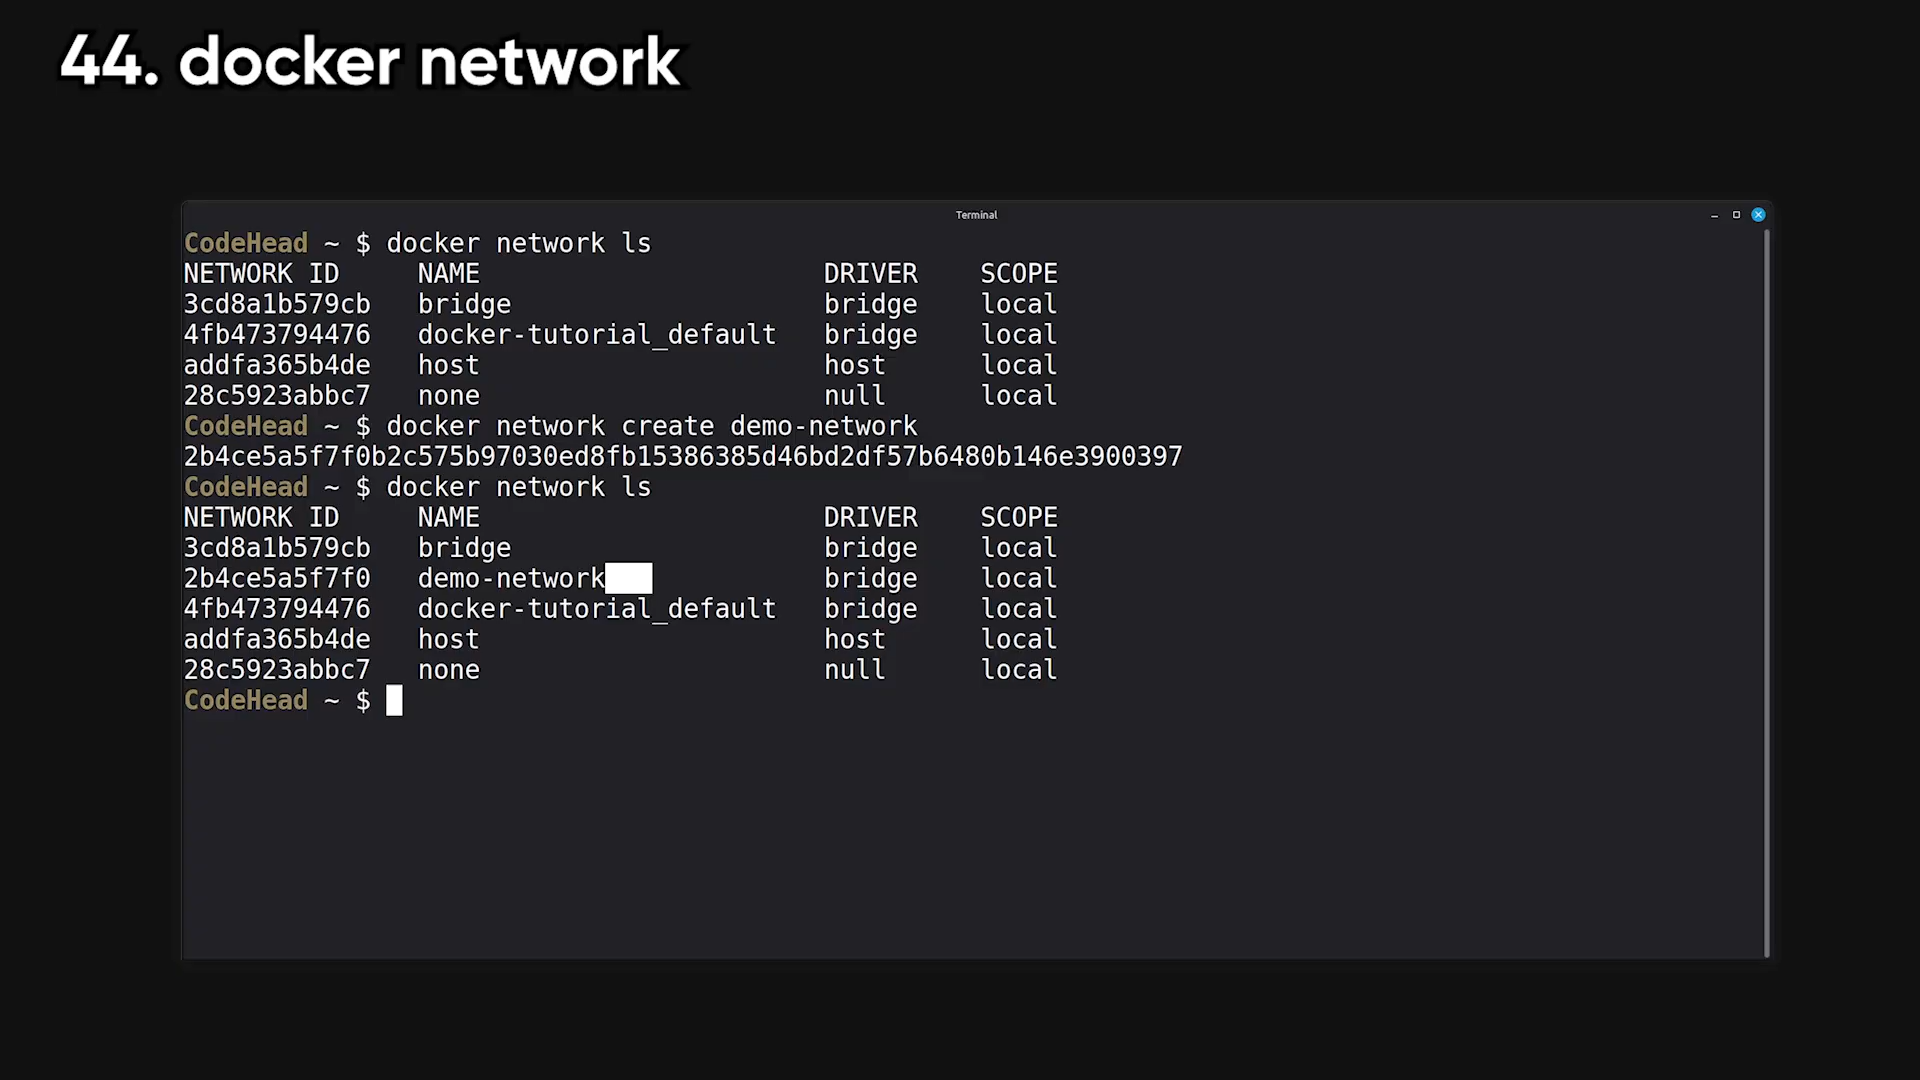 44. docker network
Terminal
CodeHead ~ $ docker network ls
NETWORK ID     NAME                      DRIVER    SCOPE
3cd8a1b579cb   bridge                    bridge    local
4fb473794476   docker-tutorial_default   bridge    local
addfa365b4de   host                      host      local
28c5923abbc7   none                      null      local
CodeHead ~ $ docker network create demo-network
2b4ce5a5f7f0b2c575b97030ed8fb15386385d46bd2df57b6480b146e3900397
CodeHead ~ $ docker network ls
NETWORK ID     NAME                      DRIVER    SCOPE
3cd8a1b579cb   bridge                    bridge    local
2b4ce5a5f7f0   demo-network              bridge    local
4fb473794476   docker-tutorial_default   bridge    local
addfa365b4de   host                      host      local
28c5923abbc7   none                      null      local
CodeHead ~ $